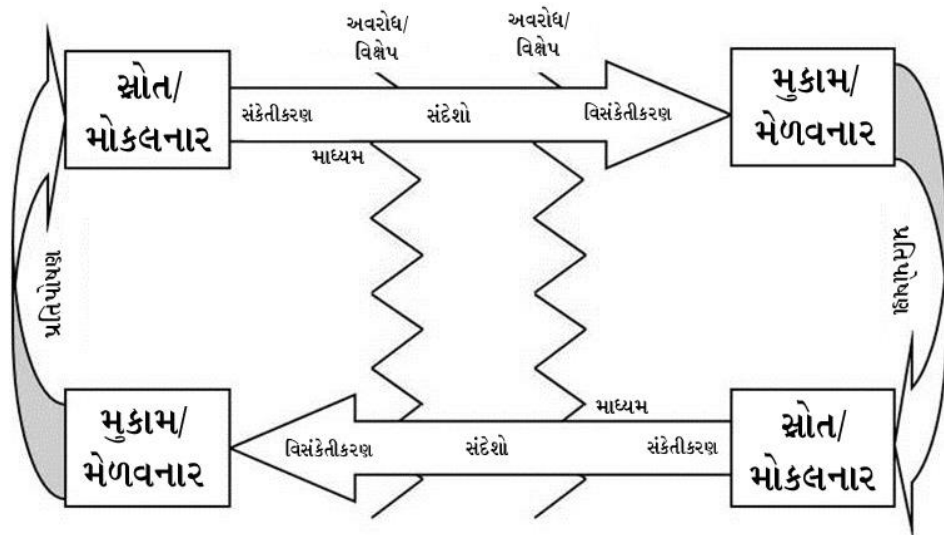 અવરોધ/
વિક્ષેપ
અવરોધ/
વિક્ષેપ
સ્રોત/
મોકલનાર
સંકેતીકરણ
સંદેશો
વિસંકેતીકરણ
મુકામ/
મેળવનાર
માધ્યમ
પ્રતિપોષણ
પ્રતિપોષણ
માધ્યમ
મુકામ/
મેળવનાર
વિસંકેતીકરણ
સંદેશો
સંકેતીકરણ
સ્રોત/
મોકલનાર